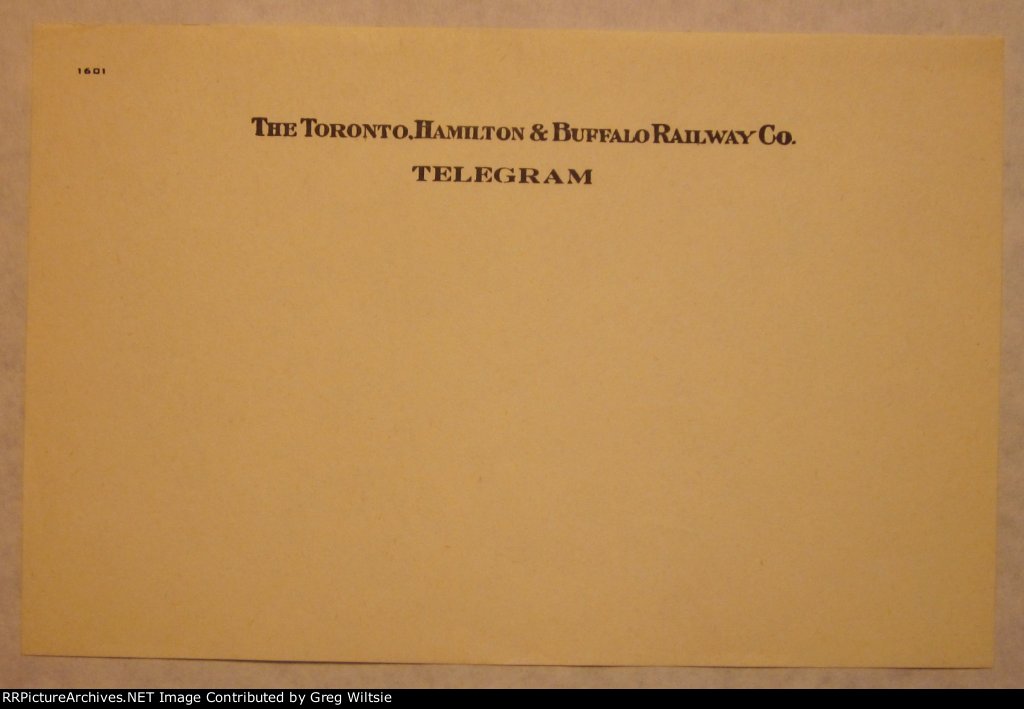 1601
THE TORONTO, HAMILTON & BUFFALO RAILWAY CO.
TELEGRAM
RRPictureArchives.NET Image Contributed by Greg Wiltsie